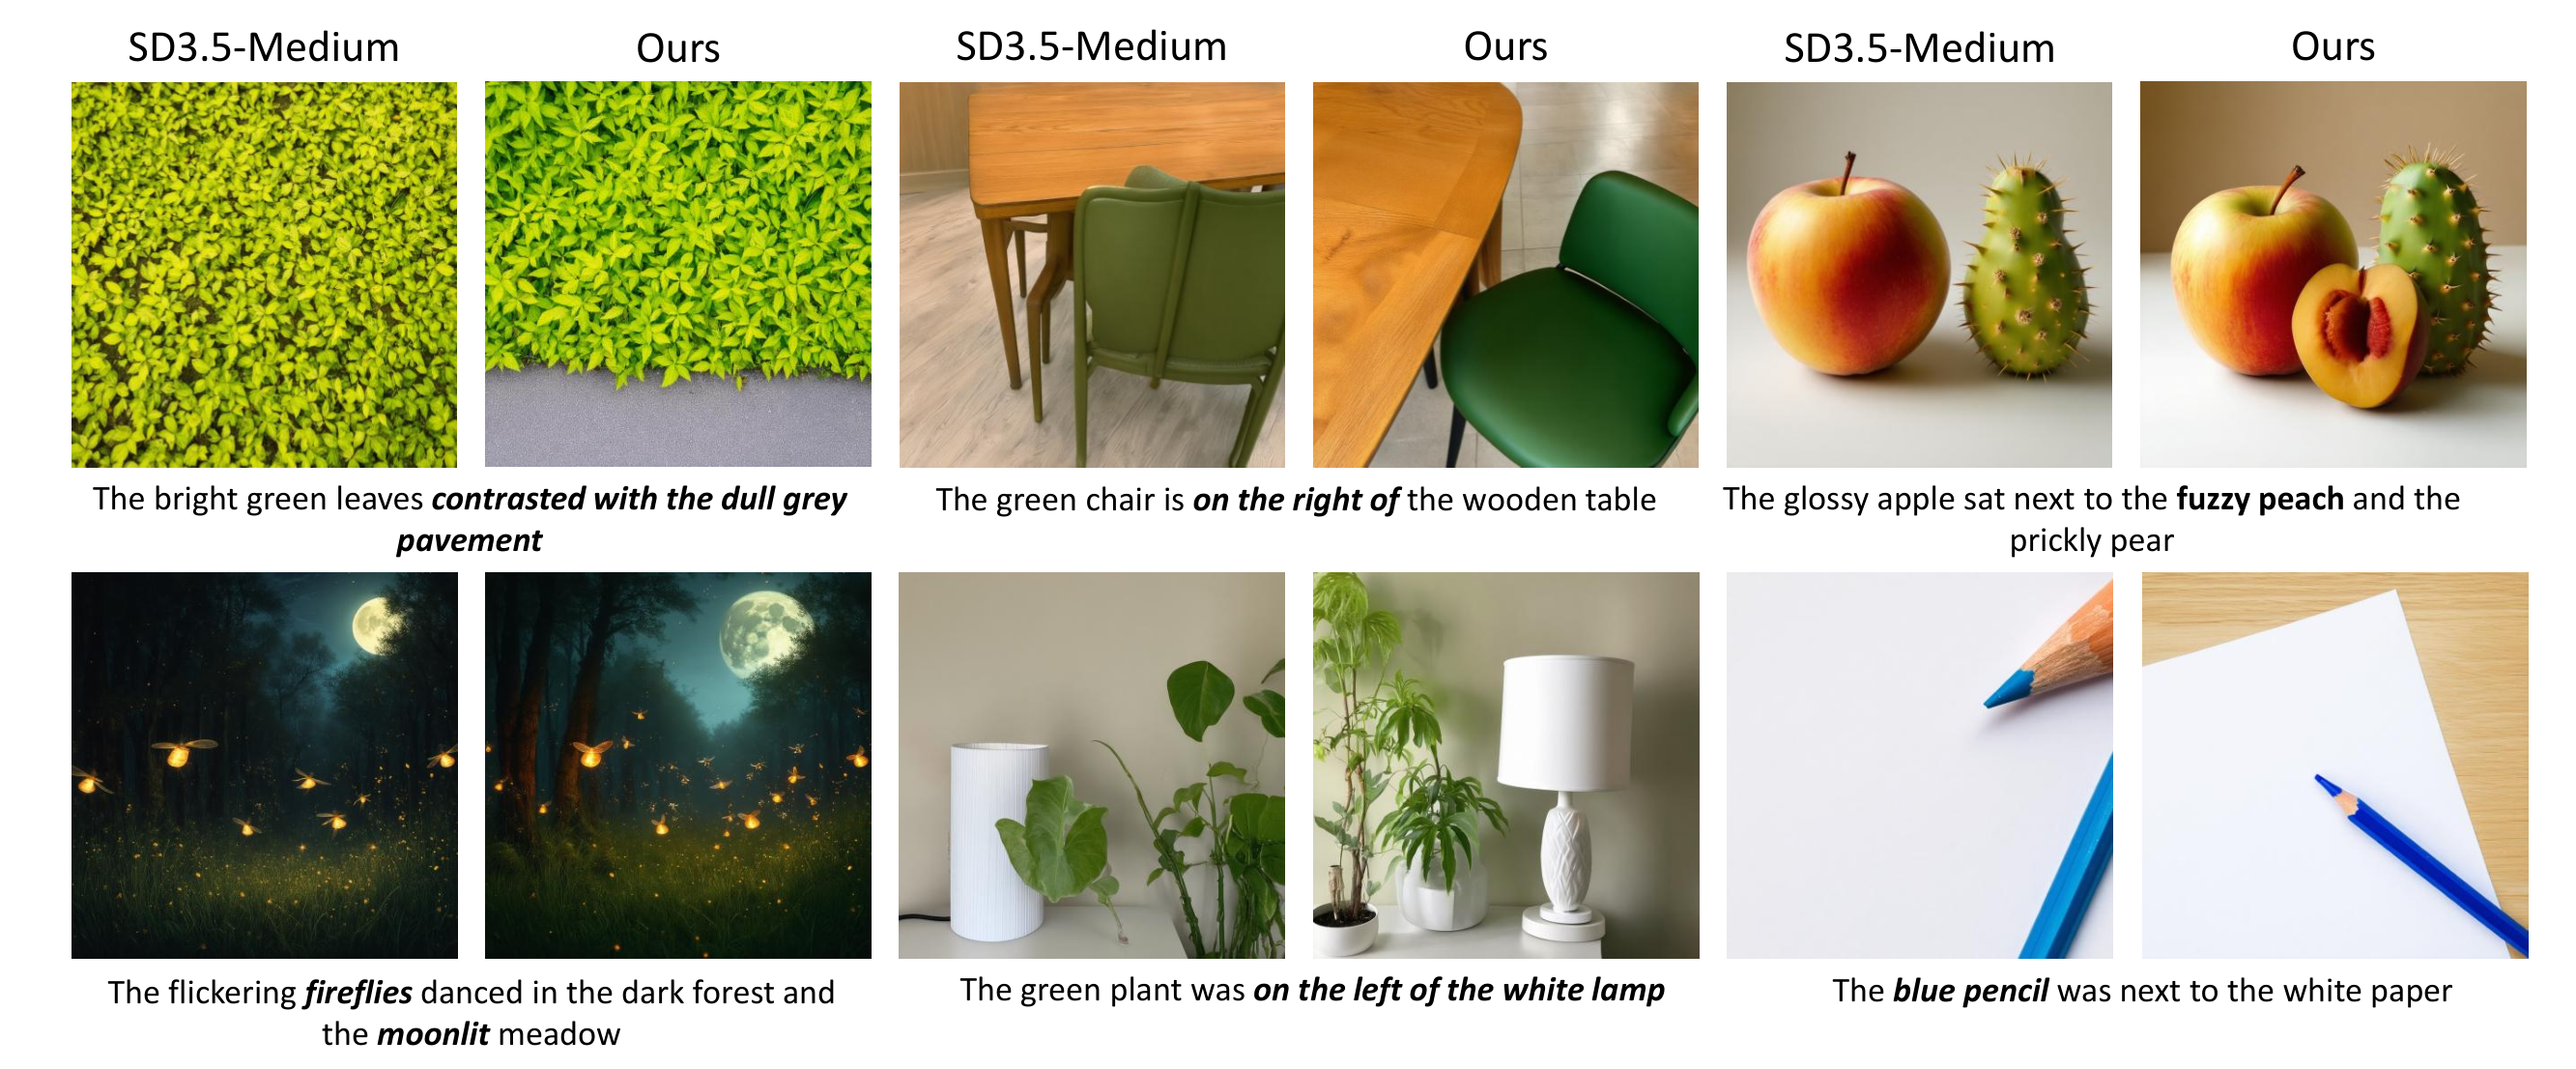 SD3.5-Medium
Ours
SD3.5-Medium
Ours
SD3.5-Medium
Ours
The bright green leaves contrasted with the dull grey
pavement
The green chair is on the right of the wooden table
The glossy apple sat next to the fuzzy peach and the
prickly pear
The flickering fireflies danced in the dark forest and
the moonlit meadow
The green plant was on the left of the white lamp
The blue pencil was next to the white paper